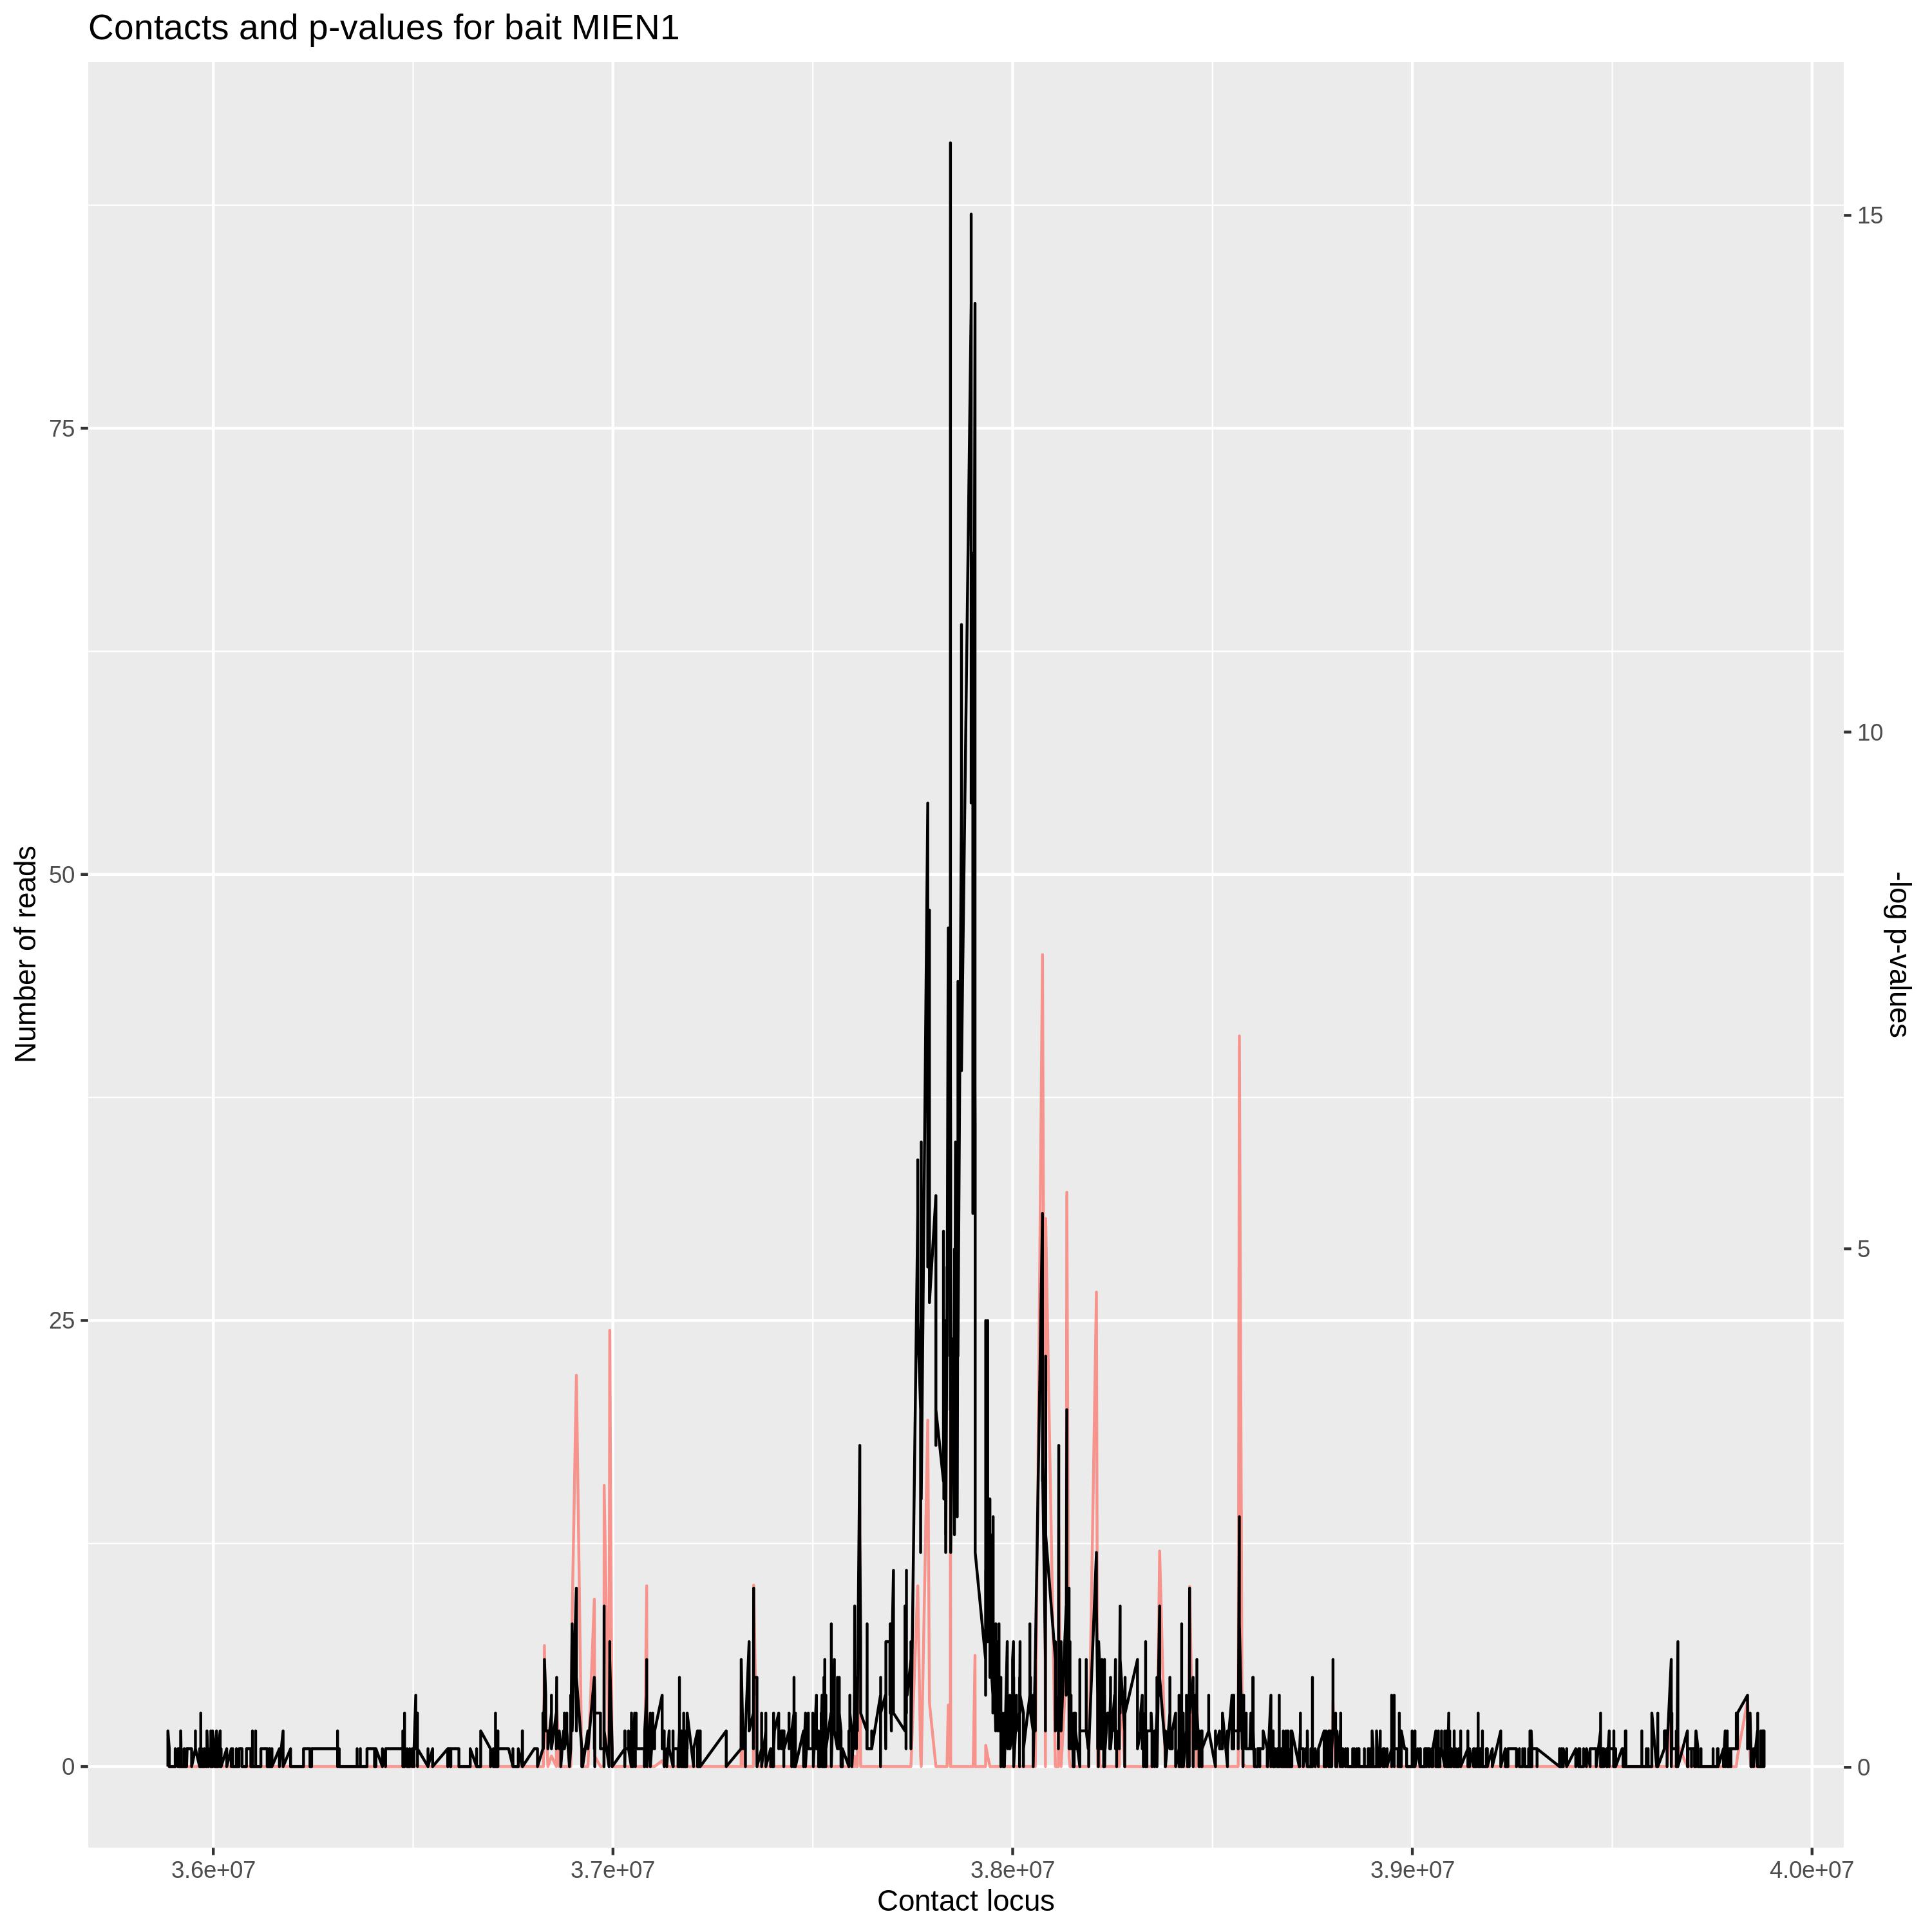 Contacts and p-values for bait MIEN1
Number of reads
75
50
25
0
15
10
5
0
-log p-values
3.6e+07
3.7e+07
3.8e+07
3.9e+07
4.0e+07
Contact locus